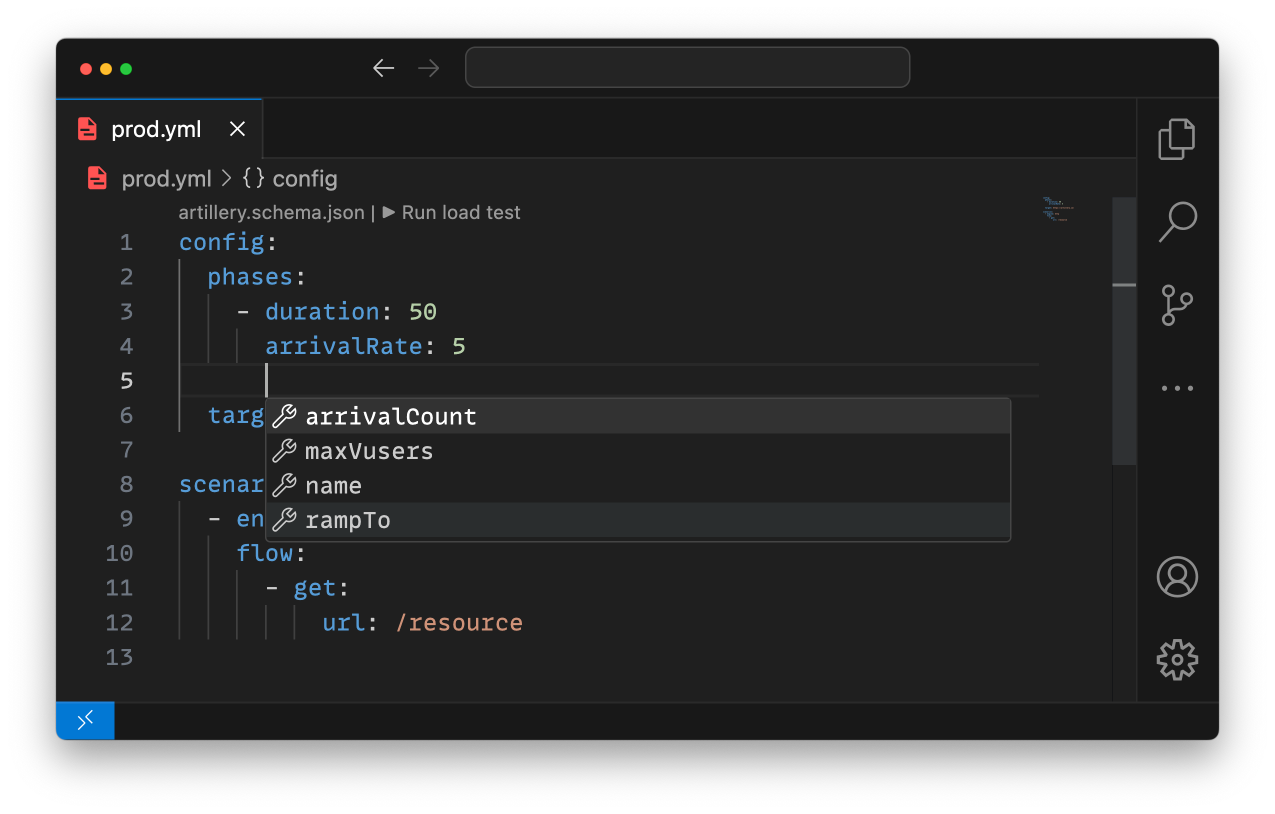 prod.yml
prod.yml > {} config
artillery.schema.json | ▶ Run load test
1 config:
2 phases:
3 - duration: 50
4 arrivalRate: 5
5
6 targ
arrivalCount
7
maxVusers
8 scenar
name
9 - en
rampTo
10 flow:
11 - get:
12 url: /resource
13